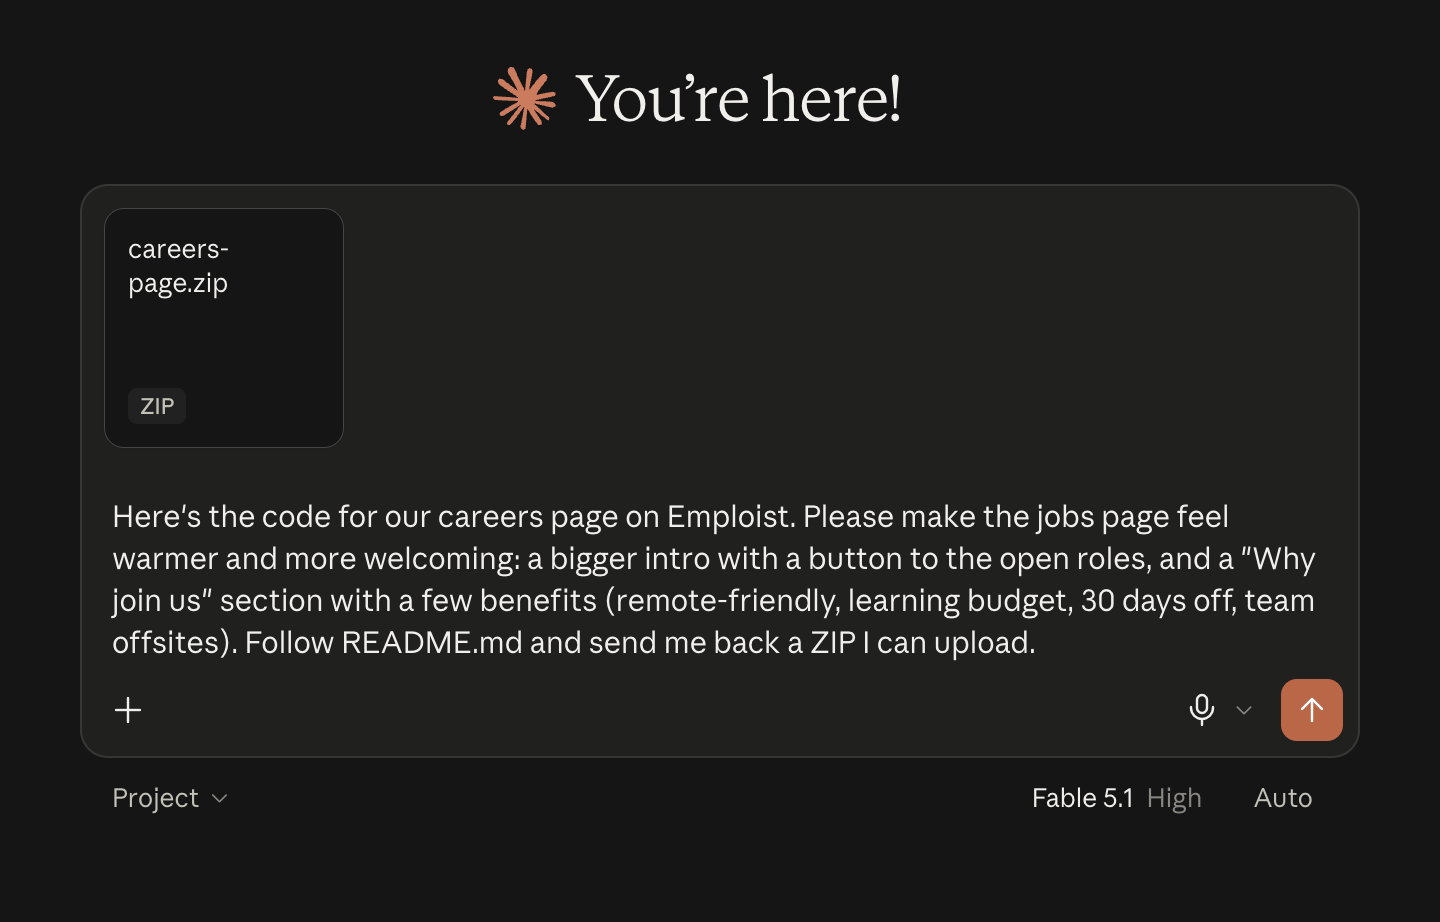 You’re here!
careers-
page.zip
ZIP
Here's the code for our careers page on Emploist. Please make the jobs page feel
warmer and more welcoming: a bigger intro with a button to the open roles, and a "Why
join us" section with a few benefits (remote-friendly, learning budget, 30 days off, team
offsites). Follow README.md and send me back a ZIP I can upload.
Project
Fable 5.1 High
Auto